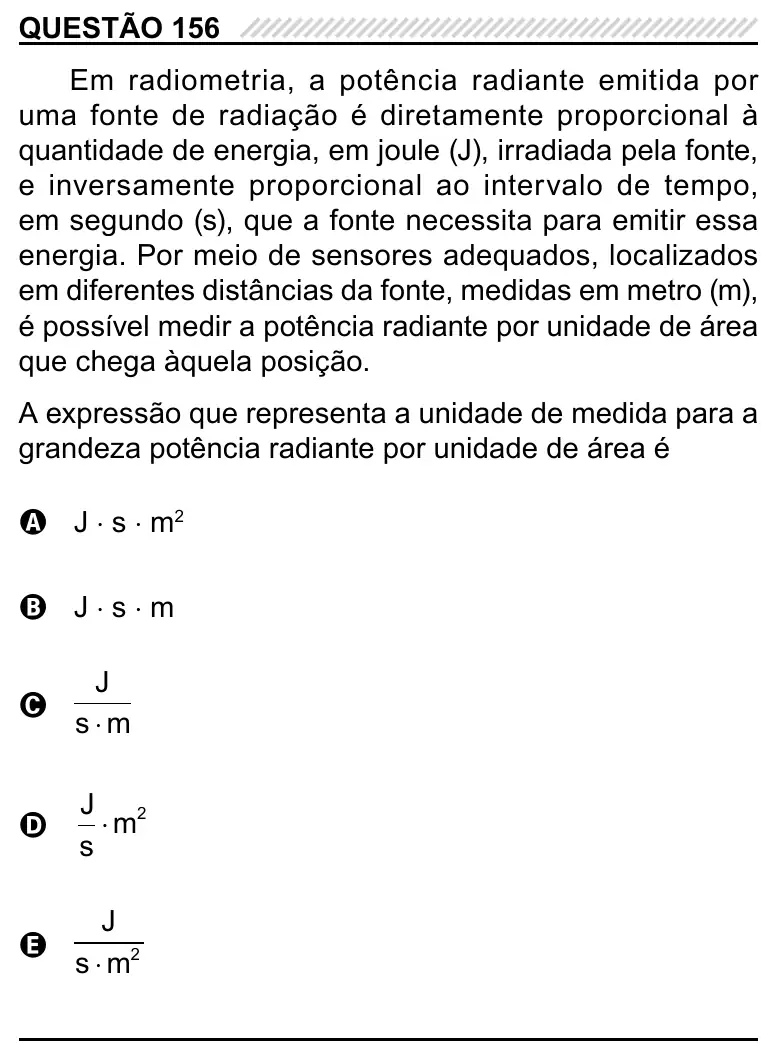 QUESTÃO 156
Em radiometria, a potência radiante emitida por
uma fonte de radiação é diretamente proporcional à
quantidade de energia, em joule (J), irradiada pela fonte,
e inversamente proporcional ao intervalo de tempo,
em segundo (s), que a fonte necessita para emitir essa
energia. Por meio de sensores adequados, localizados
em diferentes distâncias da fonte, medidas em metro (m),
é possível medir a potência radiante por unidade de área
que chega àquela posição.
A expressão que representa a unidade de medida para a
grandeza potência radiante por unidade de área é
A J · s · m²
B J · s · m
C J
s · m
D J
s · m²
E J
s · m²